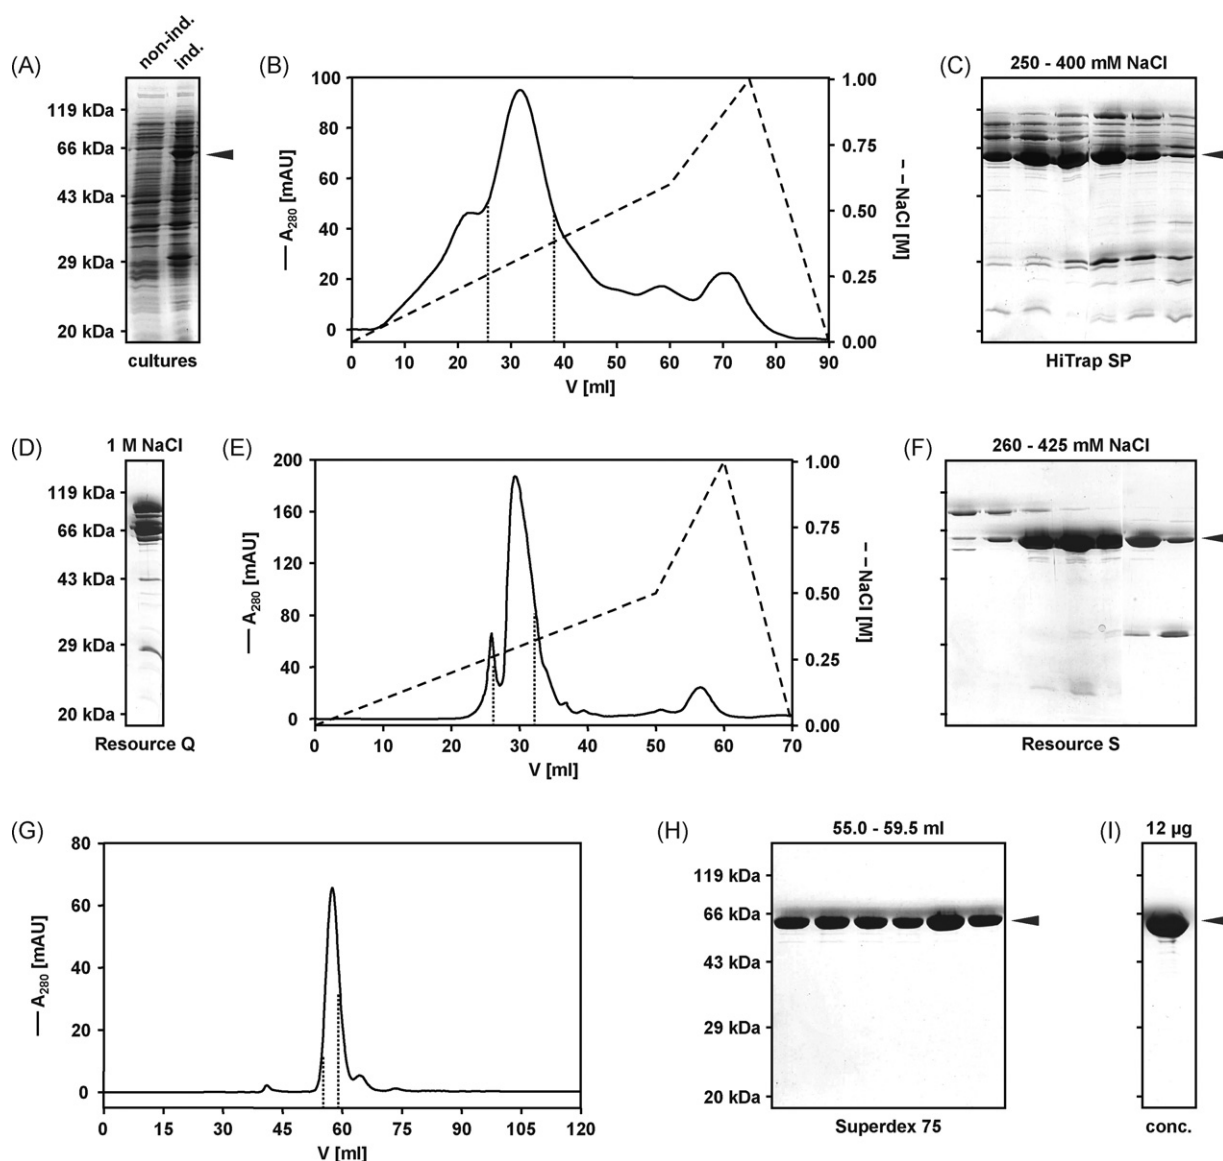 (A)
non-ind.
ind.
119 kDa
66 kDa
43 kDa
29 kDa
20 kDa
cultures
(B)
100
80
60
40
20
0
— A280 [mAU]
1.00
0.75
0.50
0.25
0.00
– – NaCl [M]
0 10 20 30 40 50 60 70 80 90
V [ml]
(C)
250 - 400 mM NaCl
HiTrap SP
(D)
1 M NaCl
119 kDa
66 kDa
43 kDa
29 kDa
20 kDa
Resource Q
(E)
200
160
120
80
40
0
— A280 [mAU]
1.00
0.75
0.50
0.25
0.00
– – NaCl [M]
0 10 20 30 40 50 60 70
V [ml]
(F)
260 - 425 mM NaCl
Resource S
(G)
80
60
40
20
0
— A280 [mAU]
0 15 30 45 60 75 90 105 120
V [ml]
(H)
55.0 - 59.5 ml
119 kDa
66 kDa
43 kDa
29 kDa
20 kDa
Superdex 75
(I)
12 µg
conc.